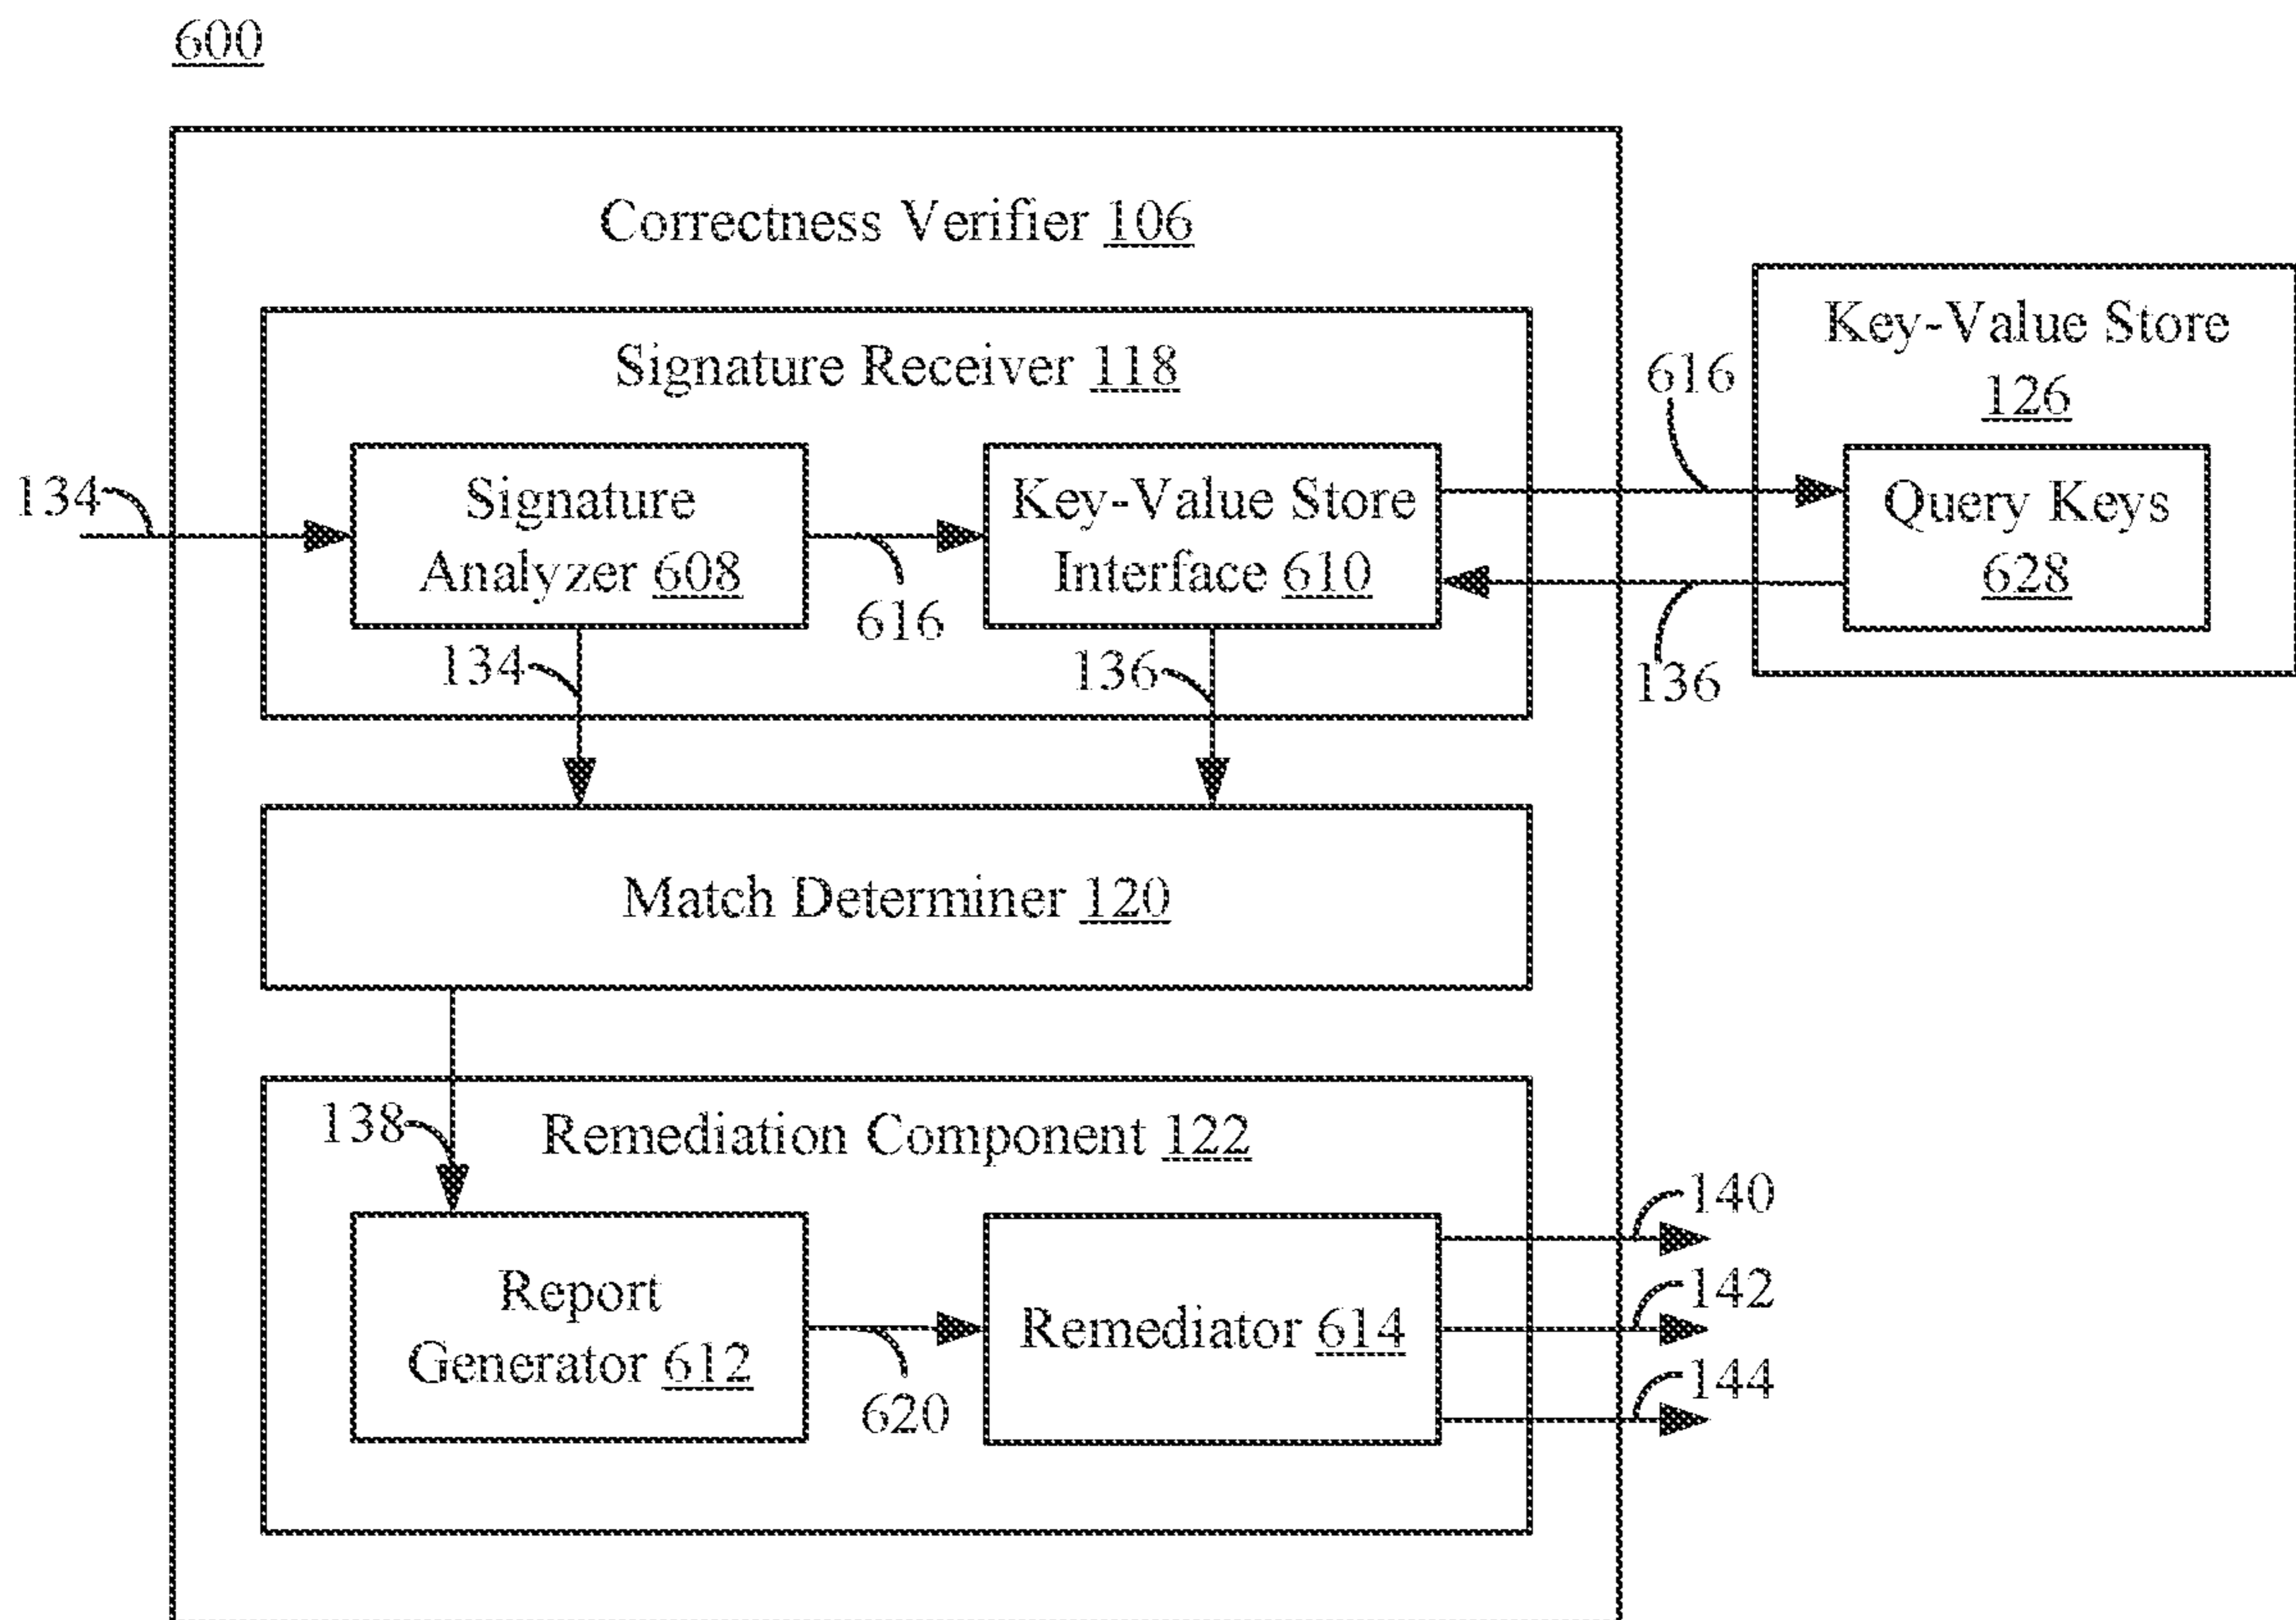 600
Correctness Verifier 106
Signature Receiver 118
Key-Value Store
126
616
134
Signature
Analyzer 608
616
Key-Value Store
Interface 610
Query Keys
628
134
136
136
Match Determiner 120
138
Remediation Component 122
Report
Generator 612
620
Remediator 614
140
142
144